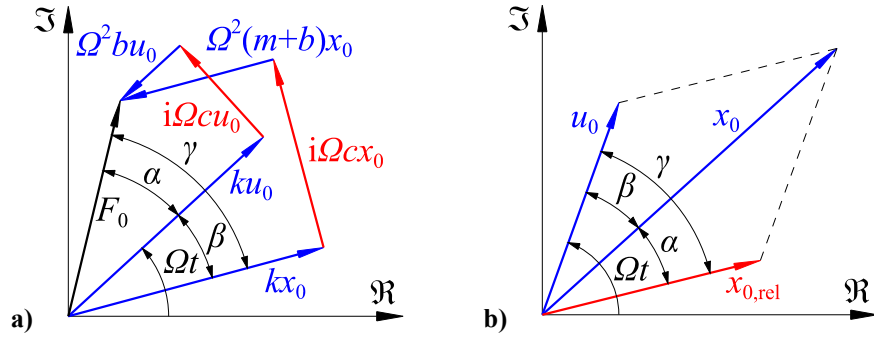 ℑ
Ω²bu₀
Ω²(m+b)x₀
iΩcu₀
iΩcx₀
γ
α
ku₀
F₀
β
Ωt
kx₀
ℜ
a)
ℑ
u₀
x₀
γ
β
α
Ωt
x₀,rel
ℜ
b)